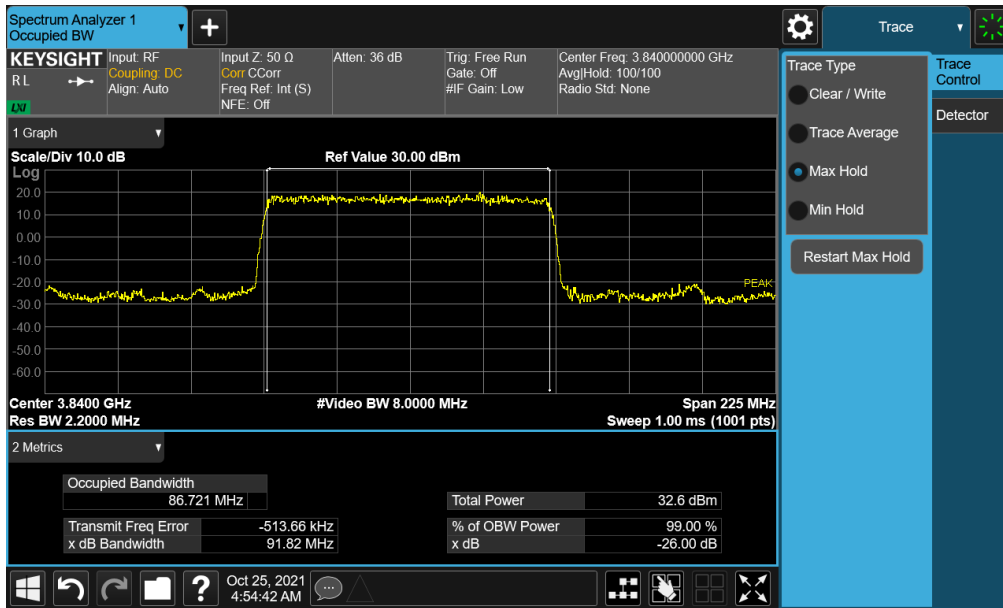 Spectrum Analyzer 1
Occupied BW
+
Trace
KEYSIGHT
R L
LXI
Input: RF
Coupling: DC
Align: Auto
Input Z: 50 Ω
Corr CCorr
Freq Ref: Int (S)
NFE: Off
Atten: 36 dB
Trig: Free Run
Gate: Off
#IF Gain: Low
Center Freq: 3.840000000 GHz
Avg|Hold: 100/100
Radio Std: None
Trace Type
Clear / Write
Trace Average
Max Hold
Min Hold
Restart Max Hold
Trace
Control
Detector
1 Graph
Scale/Div 10.0 dB
Ref Value 30.00 dBm
Log
20.0
10.0
0.00
-10.0
-20.0
-30.0
-40.0
-50.0
-60.0
PEAK
Center 3.8400 GHz
#Video BW 8.0000 MHz
Span 225 MHz
Res BW 2.2000 MHz
Sweep 1.00 ms (1001 pts)
2 Metrics
Occupied Bandwidth
86.721 MHz
Total Power 32.6 dBm
Transmit Freq Error -513.66 kHz
% of OBW Power 99.00 %
x dB Bandwidth 91.82 MHz
x dB -26.00 dB
?
Oct 25, 2021
4:54:42 AM